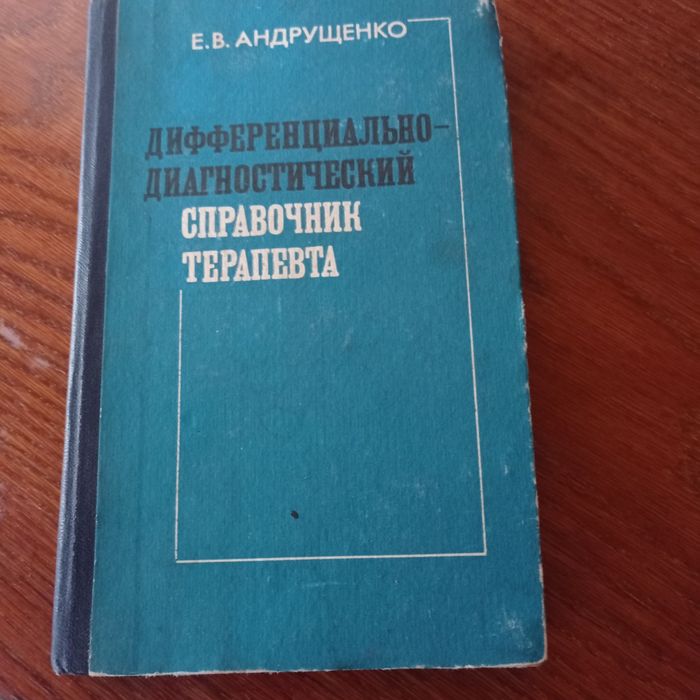 Е.В. АНДРУЩЕНКО
ДИФФЕРЕНЦИАЛЬНО-
ДИАГНОСТИЧЕСКИЙ
СПРАВОЧНИК
ТЕРАПЕВТА